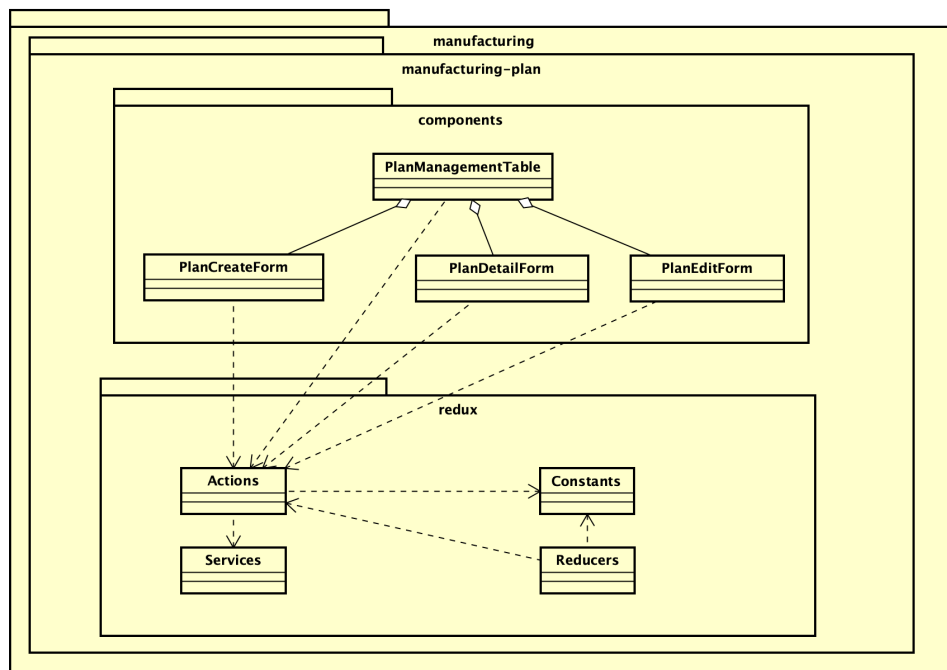 manufacturing
manufacturing-plan
components
PlanManagementTable
PlanCreateForm
PlanDetailForm
PlanEditForm
redux
Actions
Constants
Services
Reducers